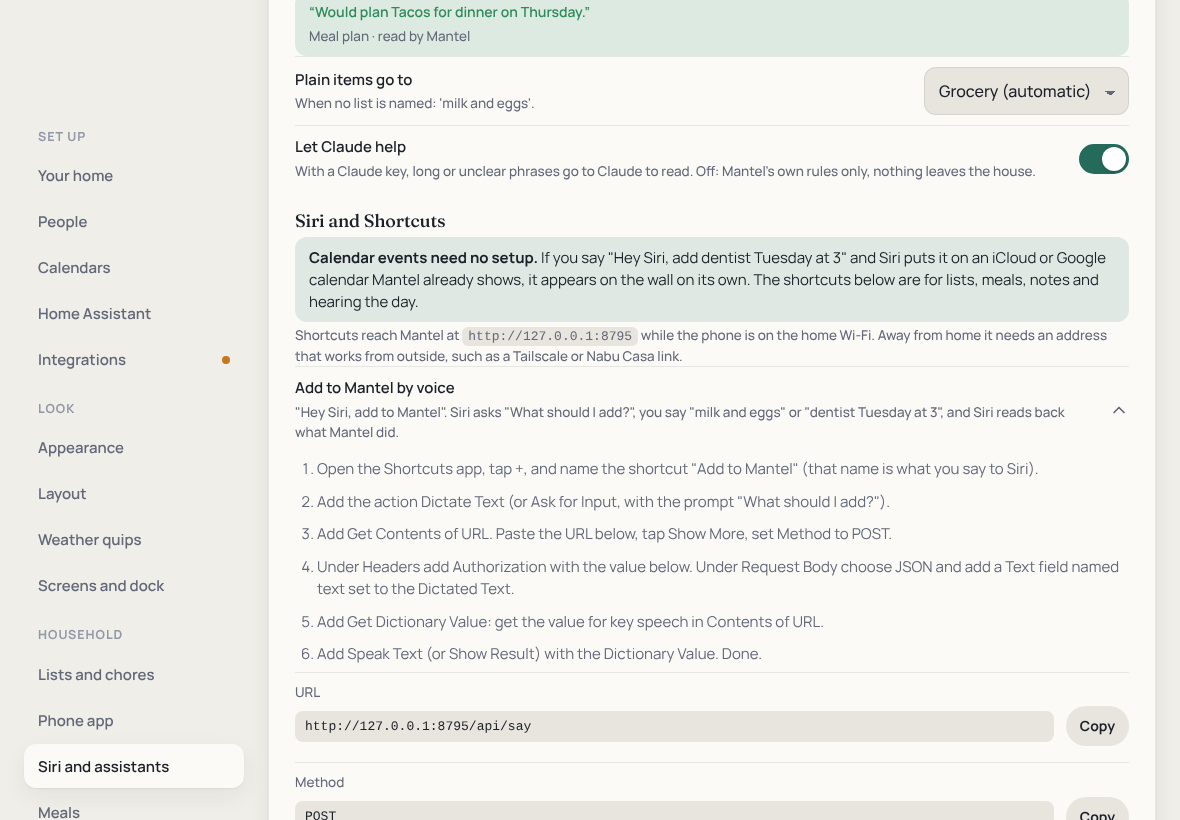 “Would plan Tacos for dinner on Thursday.”
Meal plan · read by Mantel
Plain items go to
When no list is named: 'milk and eggs'.
Grocery (automatic)
Let Claude help
With a Claude key, long or unclear phrases go to Claude to read. Off: Mantel's own rules only, nothing leaves the house.
Siri and Shortcuts
Calendar events need no setup. If you say "Hey Siri, add dentist Tuesday at 3" and Siri puts it on an iCloud or Google
calendar Mantel already shows, it appears on the wall on its own. The shortcuts below are for lists, meals, notes and
hearing the day.
Shortcuts reach Mantel at http://127.0.0.1:8795 while the phone is on the home Wi-Fi. Away from home it needs an address
that works from outside, such as a Tailscale or Nabu Casa link.
Add to Mantel by voice
"Hey Siri, add to Mantel". Siri asks "What should I add?", you say "milk and eggs" or "dentist Tuesday at 3", and Siri reads back
what Mantel did.
1. Open the Shortcuts app, tap +, and name the shortcut "Add to Mantel" (that name is what you say to Siri).
2. Add the action Dictate Text (or Ask for Input, with the prompt "What should I add?").
3. Add Get Contents of URL. Paste the URL below, tap Show More, set Method to POST.
4. Under Headers add Authorization with the value below. Under Request Body choose JSON and add a Text field named
text set to the Dictated Text.
5. Add Get Dictionary Value: get the value for key speech in Contents of URL.
6. Add Speak Text (or Show Result) with the Dictionary Value. Done.
URL
http://127.0.0.1:8795/api/say
Copy
Method
POST
Copy
SET UP
Your home
People
Calendars
Home Assistant
Integrations
LOOK
Appearance
Layout
Weather quips
Screens and dock
HOUSEHOLD
Lists and chores
Phone app
Siri and assistants
Meals